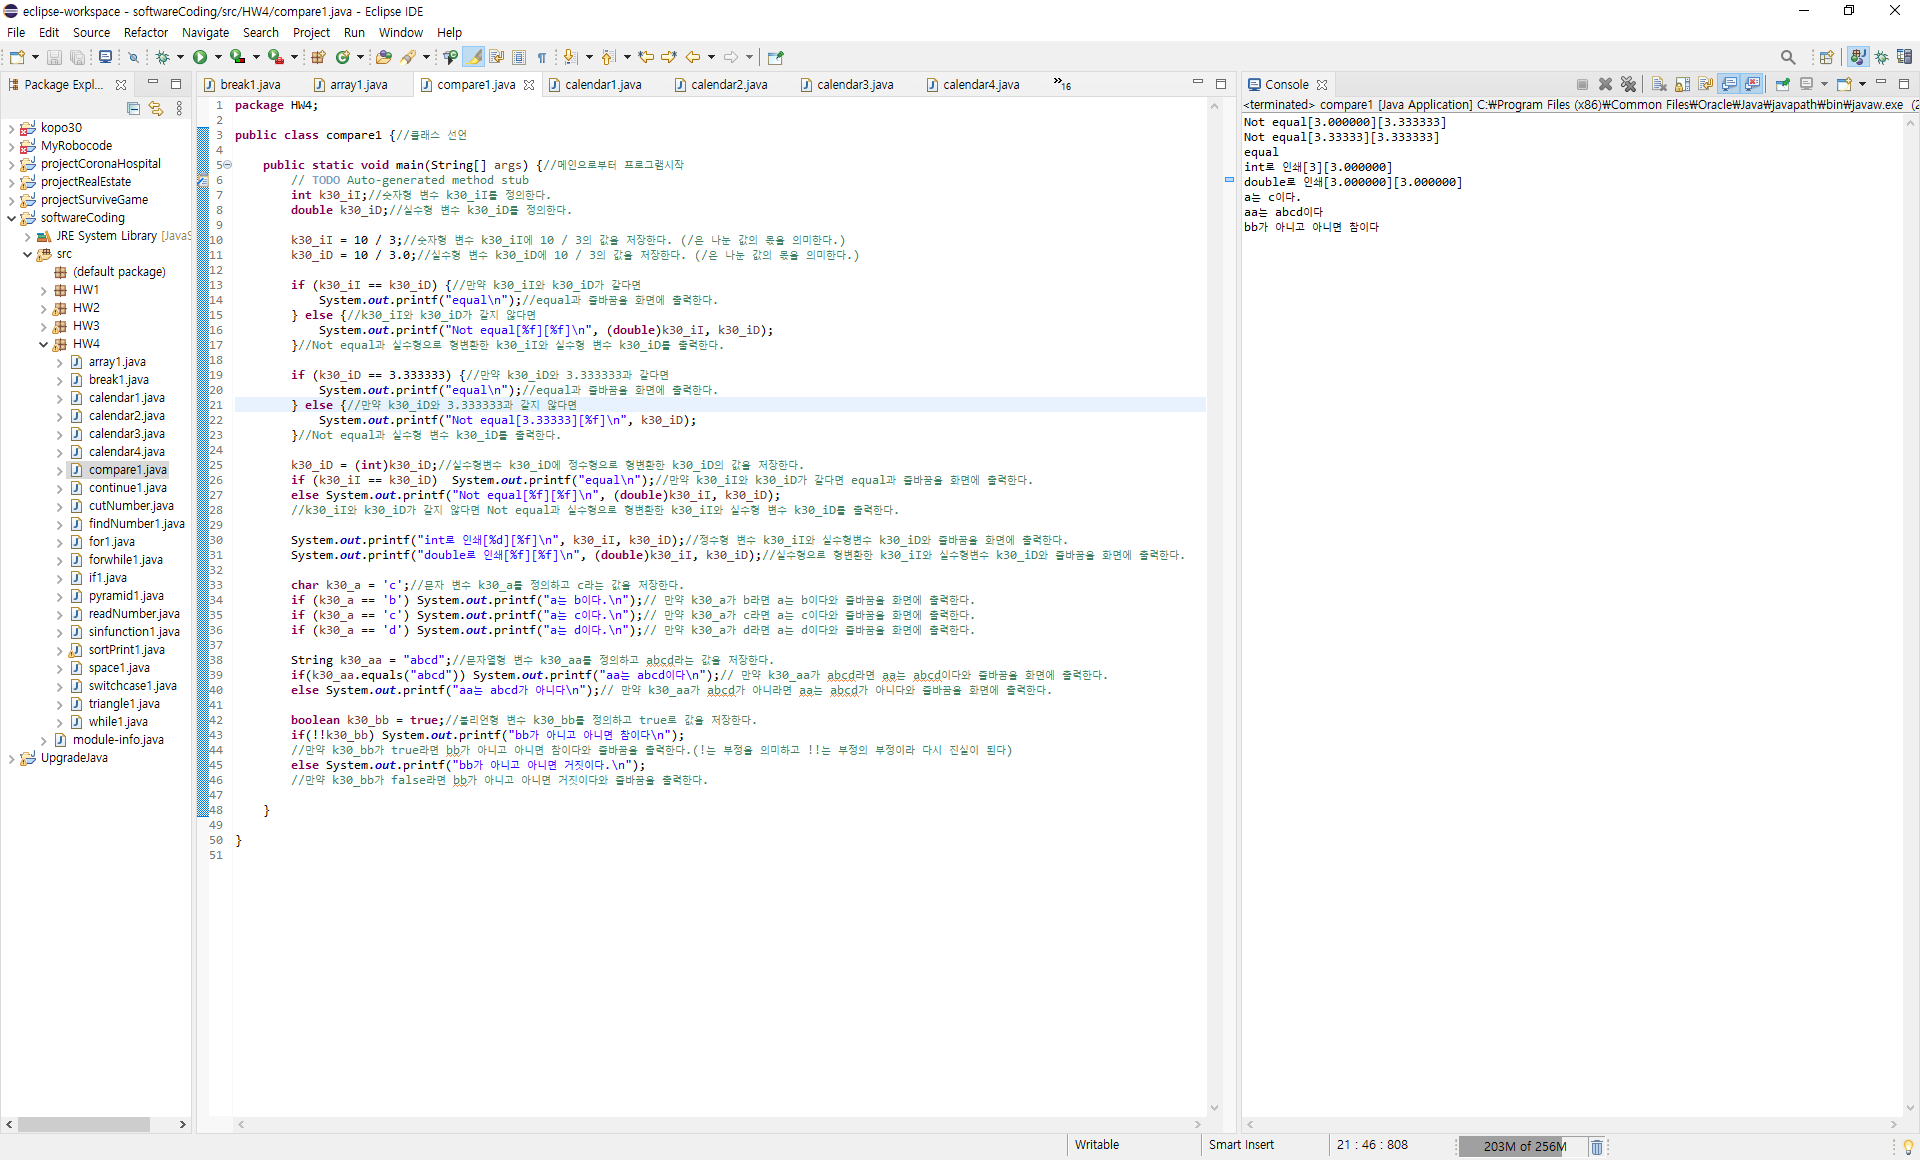 eclipse-workspace - softwareCoding/src/HW4/compare1.java - Eclipse IDE
File Edit Source Refactor Navigate Search Project Run Window Help
Package Expl...
kopo30
MyRobocode
projectCoronaHospital
projectRealEstate
projectSurviveGame
softwareCoding
JRE System Library [JavaS
src
(default package)
HW1
HW2
HW3
HW4
array1.java
break1.java
calendar1.java
calendar2.java
calendar3.java
calendar4.java
compare1.java
continue1.java
cutNumber.java
findNumber1.java
for1.java
forwhile1.java
if1.java
pyramid1.java
readNumber.java
sinfunction1.java
sortPrint1.java
space1.java
switchcase1.java
triangle1.java
while1.java
module-info.java
UpgradeJava
break1.java array1.java compare1.java calendar1.java calendar2.java calendar3.java calendar4.java »16
1 package HW4;
2
3 public class compare1 {//클래스 선언
4
5 public static void main(String[] args) {//메인으로부터 프로그램시작
6 // TODO Auto-generated method stub
7 int k30_iI;//숫자형 변수 k30_iI를 정의한다.
8 double k30_iD;//실수형 변수 k30_iD를 정의한다.
9
10 k30_iI = 10 / 3;//숫자형 변수 k30_iI에 10 / 3의 값을 저장한다. (/은 나눈 값의 몫을 의미한다.)
11 k30_iD = 10 / 3.0;//실수형 변수 k30_iD에 10 / 3의 값을 저장한다. (/은 나눈 값의 몫을 의미한다.)
12
13 if (k30_iI == k30_iD) {//만약 k30_iI와 k30_iD가 같다면
14 System.out.printf("equal\n");//equal과 줄바꿈을 화면에 출력한다.
15 } else {//k30_iI와 k30_iD가 같지 않다면
16 System.out.printf("Not equal[%f][%f]\n", (double)k30_iI, k30_iD);
17 }//Not equal과 실수형으로 형변환한 k30_iI와 실수형 변수 k30_iD를 출력한다.
18
19 if (k30_iD == 3.333333) {//만약 k30_iD와 3.333333과 같다면
20 System.out.printf("equal\n");//equal과 줄바꿈을 화면에 출력한다.
21 } else {//만약 k30_iD와 3.333333과 같지 않다면
22 System.out.printf("Not equal[3.33333][%f]\n", k30_iD);
23 }//Not equal과 실수형 변수 k30_iD를 출력한다.
24
25 k30_iD = (int)k30_iD;//실수형변수 k30_iD에 정수형으로 형변환한 k30_iD의 값을 저장한다.
26 if (k30_iI == k30_iD) System.out.printf("equal\n");//만약 k30_iI와 k30_iD가 같다면 equal과 줄바꿈을 화면에 출력한다.
27 else System.out.printf("Not equal[%f][%f]\n", (double)k30_iI, k30_iD);
28 //k30_iI와 k30_iD가 같지 않다면 Not equal과 실수형으로 형변환한 k30_iI와 실수형 변수 k30_iD를 출력한다.
29
30 System.out.printf("int로 인쇄[%d][%f]\n", k30_iI, k30_iD);//정수형 변수 k30_iI와 실수형변수 k30_iD와 줄바꿈을 화면에 출력한다.
31 System.out.printf("double로 인쇄[%f][%f]\n", (double)k30_iI, k30_iD);//실수형으로 형변환한 k30_iI와 실수형변수 k30_iD와 줄바꿈을 화면에 출력한다.
32
33 char k30_a = 'c';//문자 변수 k30_a를 정의하고 c라는 값을 저장한다.
34 if (k30_a == 'b') System.out.printf("a는 b이다.\n");// 만약 k30_a가 b라면 a는 b이다와 줄바꿈을 화면에 출력한다.
35 if (k30_a == 'c') System.out.printf("a는 c이다.\n");// 만약 k30_a가 c라면 a는 c이다와 줄바꿈을 화면에 출력한다.
36 if (k30_a == 'd') System.out.printf("a는 d이다.\n");// 만약 k30_a가 d라면 a는 d이다와 줄바꿈을 화면에 출력한다.
37
38 String k30_aa = "abcd";//문자열형 변수 k30_aa를 정의하고 abcd라는 값을 저장한다.
39 if(k30_aa.equals("abcd")) System.out.printf("aa는 abcd이다\n");// 만약 k30_aa가 abcd라면 aa는 abcd이다와 줄바꿈을 화면에 출력한다.
40 else System.out.printf("aa는 abcd가 아니다\n");// 만약 k30_aa가 abcd가 아니라면 aa는 abcd가 아니다와 줄바꿈을 화면에 출력한다.
41
42 boolean k30_bb = true;//불리언형 변수 k30_bb를 정의하고 true로 값을 저장한다.
43 if(!!k30_bb) System.out.printf("bb가 아니고 아니면 참이다\n");
44 //만약 k30_bb가 true라면 bb가 아니고 아니면 참이다와 줄바꿈을 출력한다.(!는 부정을 의미하고 !!는 부정의 부정이라 다시 진실이 된다)
45 else System.out.printf("bb가 아니고 아니면 거짓이다.\n");
46 //만약 k30_bb가 false라면 bb가 아니고 아니면 거짓이다와 줄바꿈을 출력한다.
47
48 }
49
50 }
51
Console
<terminated> compare1 [Java Application] C:₩Program Files (x86)₩Common Files₩Oracle₩Java₩javapath₩bin₩javaw.exe (2
Not equal[3.000000][3.333333]
Not equal[3.33333][3.333333]
equal
int로 인쇄[3][3.000000]
double로 인쇄[3.000000][3.000000]
a는 c이다.
aa는 abcd이다
bb가 아니고 아니면 참이다
Writable Smart Insert 21 : 46 : 808 203M of 256M